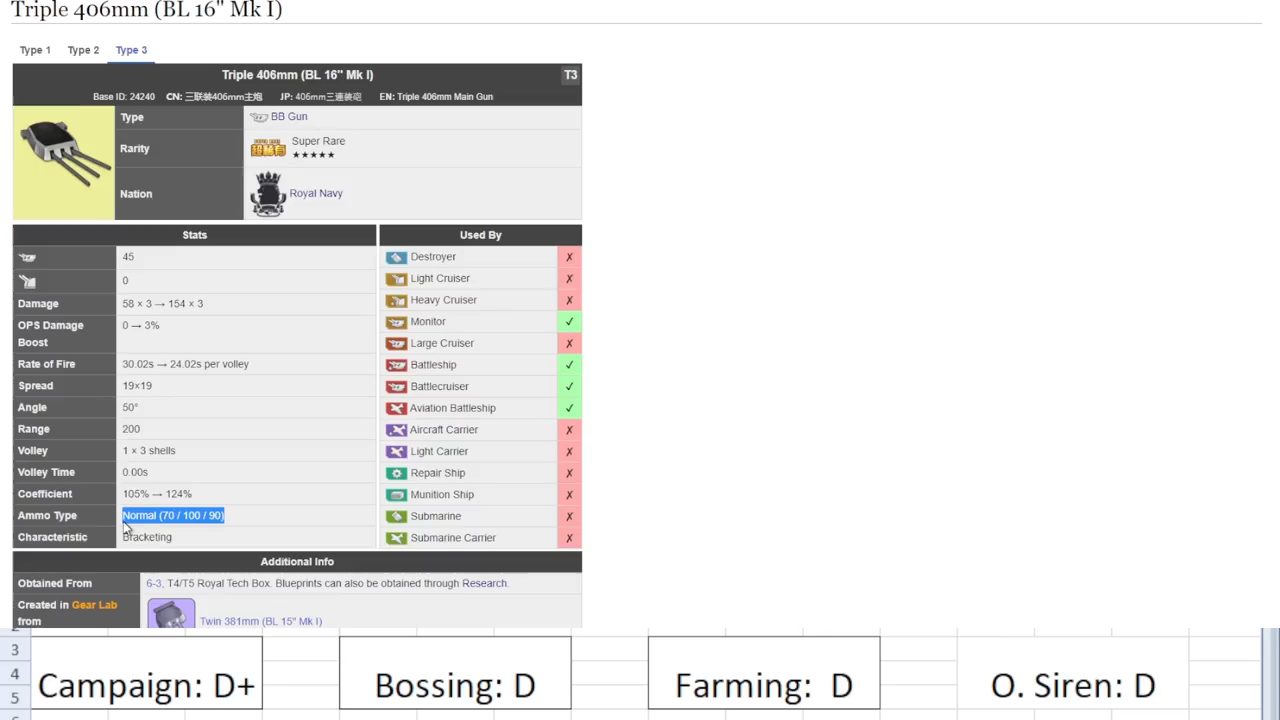 Triple 406mm (BL 16" Mk I)
Type 1 Type 2 Type 3
Triple 406mm (BL 16" Mk I) T3
Base ID: 24240 CN: 三联装406mm主炮 JP: 406mm三連装砲 EN: Triple 406mm Main Gun
Type BB Gun
Rarity 超稀有 Super Rare
★★★★★
Nation Royal Navy
Stats Used By
45 Destroyer ✗
0 Light Cruiser ✗
Damage 58 × 3 → 154 × 3 Heavy Cruiser ✗
OPS Damage Boost 0 → 3% Monitor ✓
Large Cruiser ✗
Rate of Fire 30.02s → 24.02s per volley Battleship ✓
Spread 19×19 Battlecruiser ✓
Angle 50° Aviation Battleship ✓
Range 200 Aircraft Carrier ✗
Volley 1 × 3 shells Light Carrier ✗
Volley Time 0.00s Repair Ship ✗
Coefficient 105% → 124% Munition Ship ✗
Ammo Type Normal (70 / 100 / 90) Submarine ✗
Characteristic Bracketing Submarine Carrier ✗
Additional Info
Obtained From 6-3, T4/T5 Royal Tech Box. Blueprints can also be obtained through Research.
Created in Gear Lab
from Twin 381mm (BL 15" Mk I)
3
4
5
Campaign: D+ Bossing: D Farming: D O. Siren: D